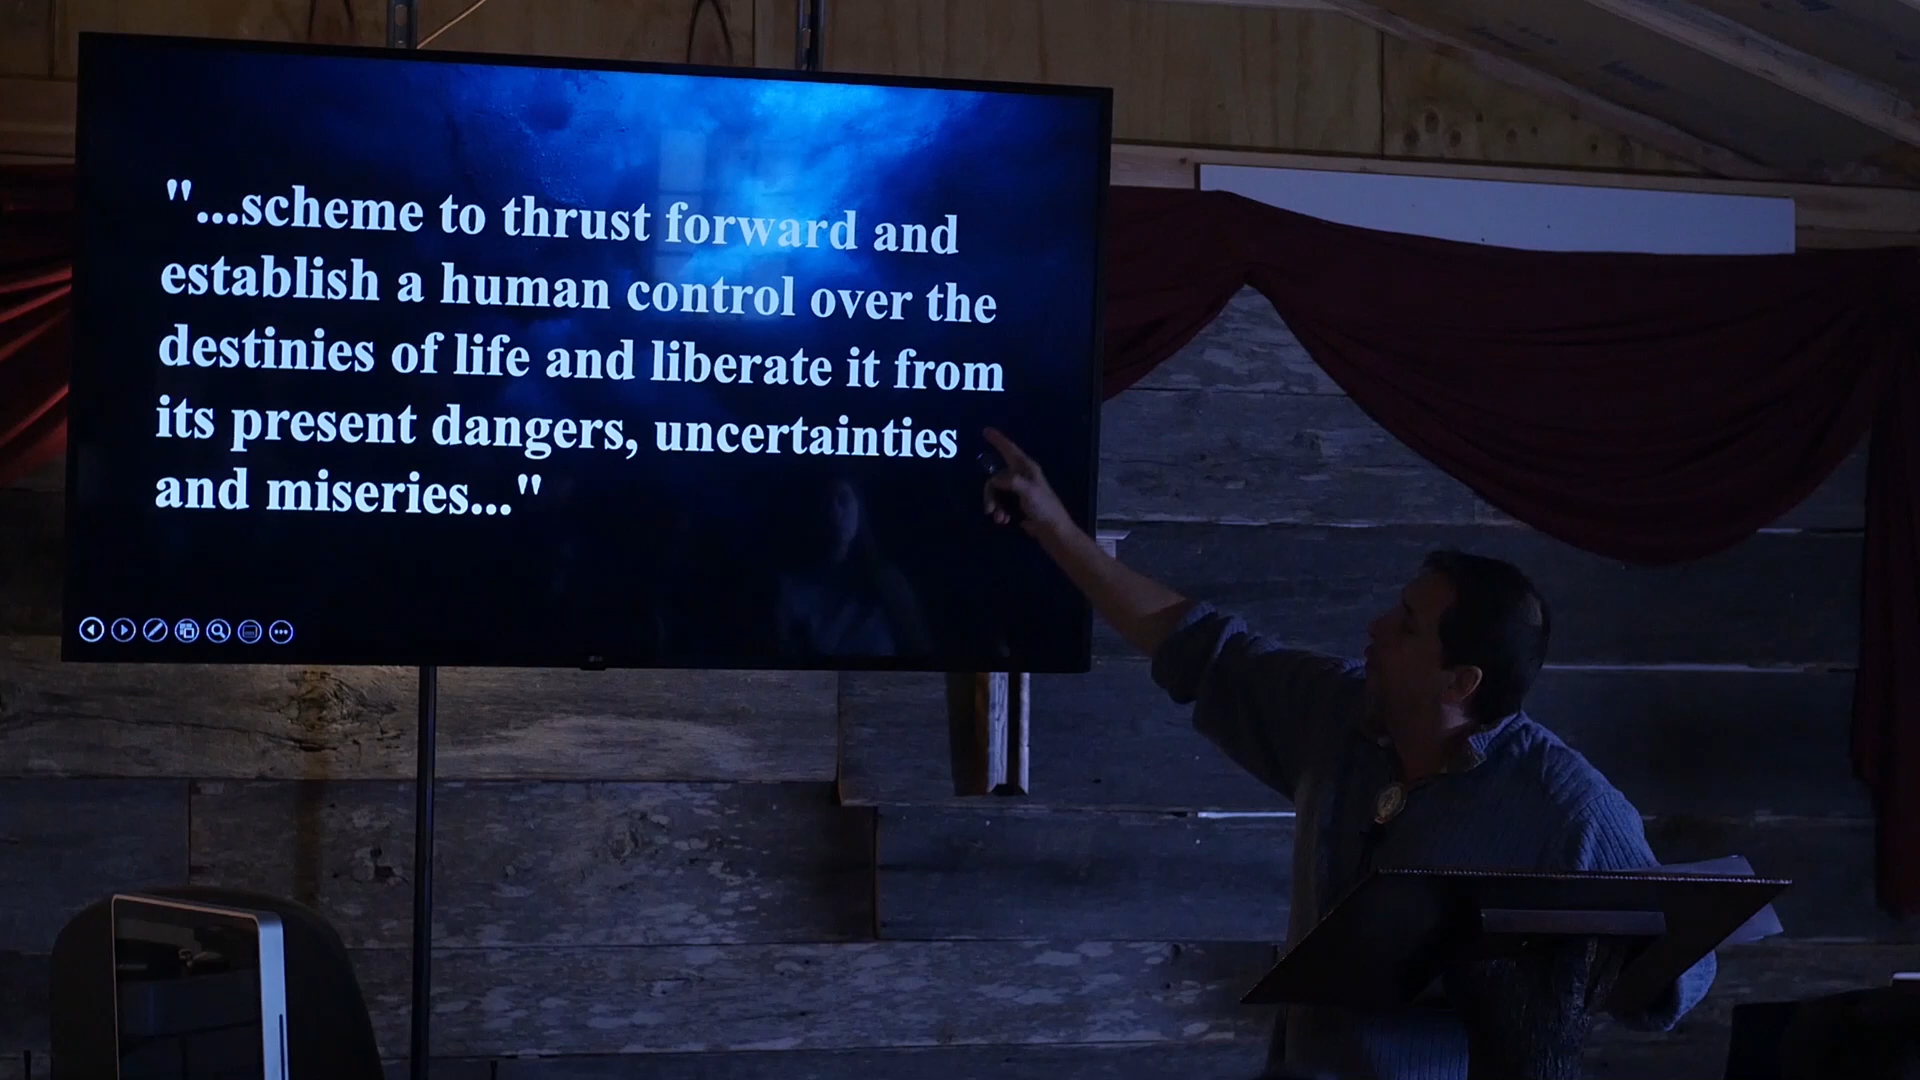 "...scheme to thrust forward and
establish a human control over the
destinies of life and liberate it from
its present dangers, uncertainties
and miseries..."